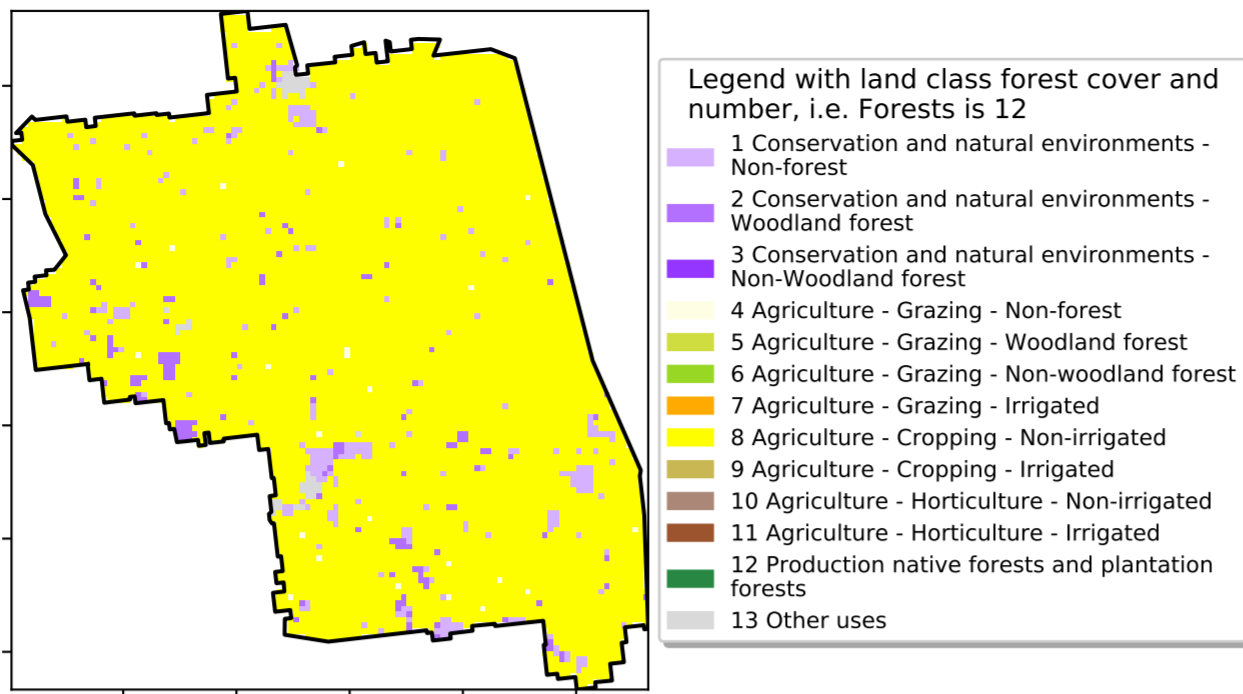 Legend with land class forest cover and
number, i.e. Forests is 12
1 Conservation and natural environments -
Non-forest
2 Conservation and natural environments -
Woodland forest
3 Conservation and natural environments -
Non-Woodland forest
4 Agriculture - Grazing - Non-forest
5 Agriculture - Grazing - Woodland forest
6 Agriculture - Grazing - Non-woodland forest
7 Agriculture - Grazing - Irrigated
8 Agriculture - Cropping - Non-irrigated
9 Agriculture - Cropping - Irrigated
10 Agriculture - Horticulture - Non-irrigated
11 Agriculture - Horticulture - Irrigated
12 Production native forests and plantation
forests
13 Other uses